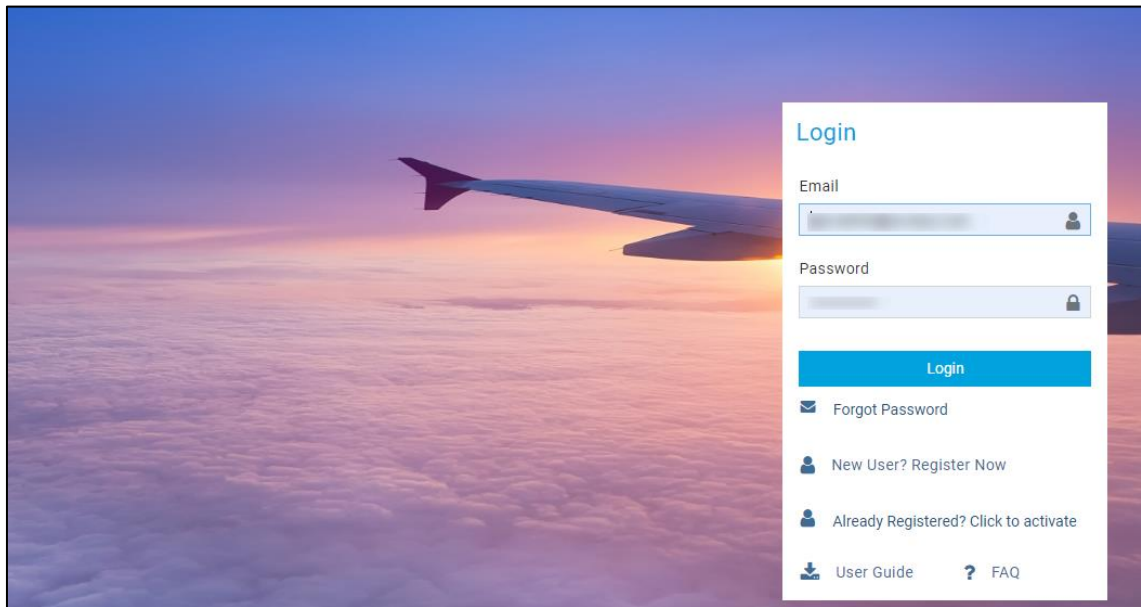 Login
Email
Password
Login
Forgot Password
New User? Register Now
Already Registered? Click to activate
User Guide ? FAQ